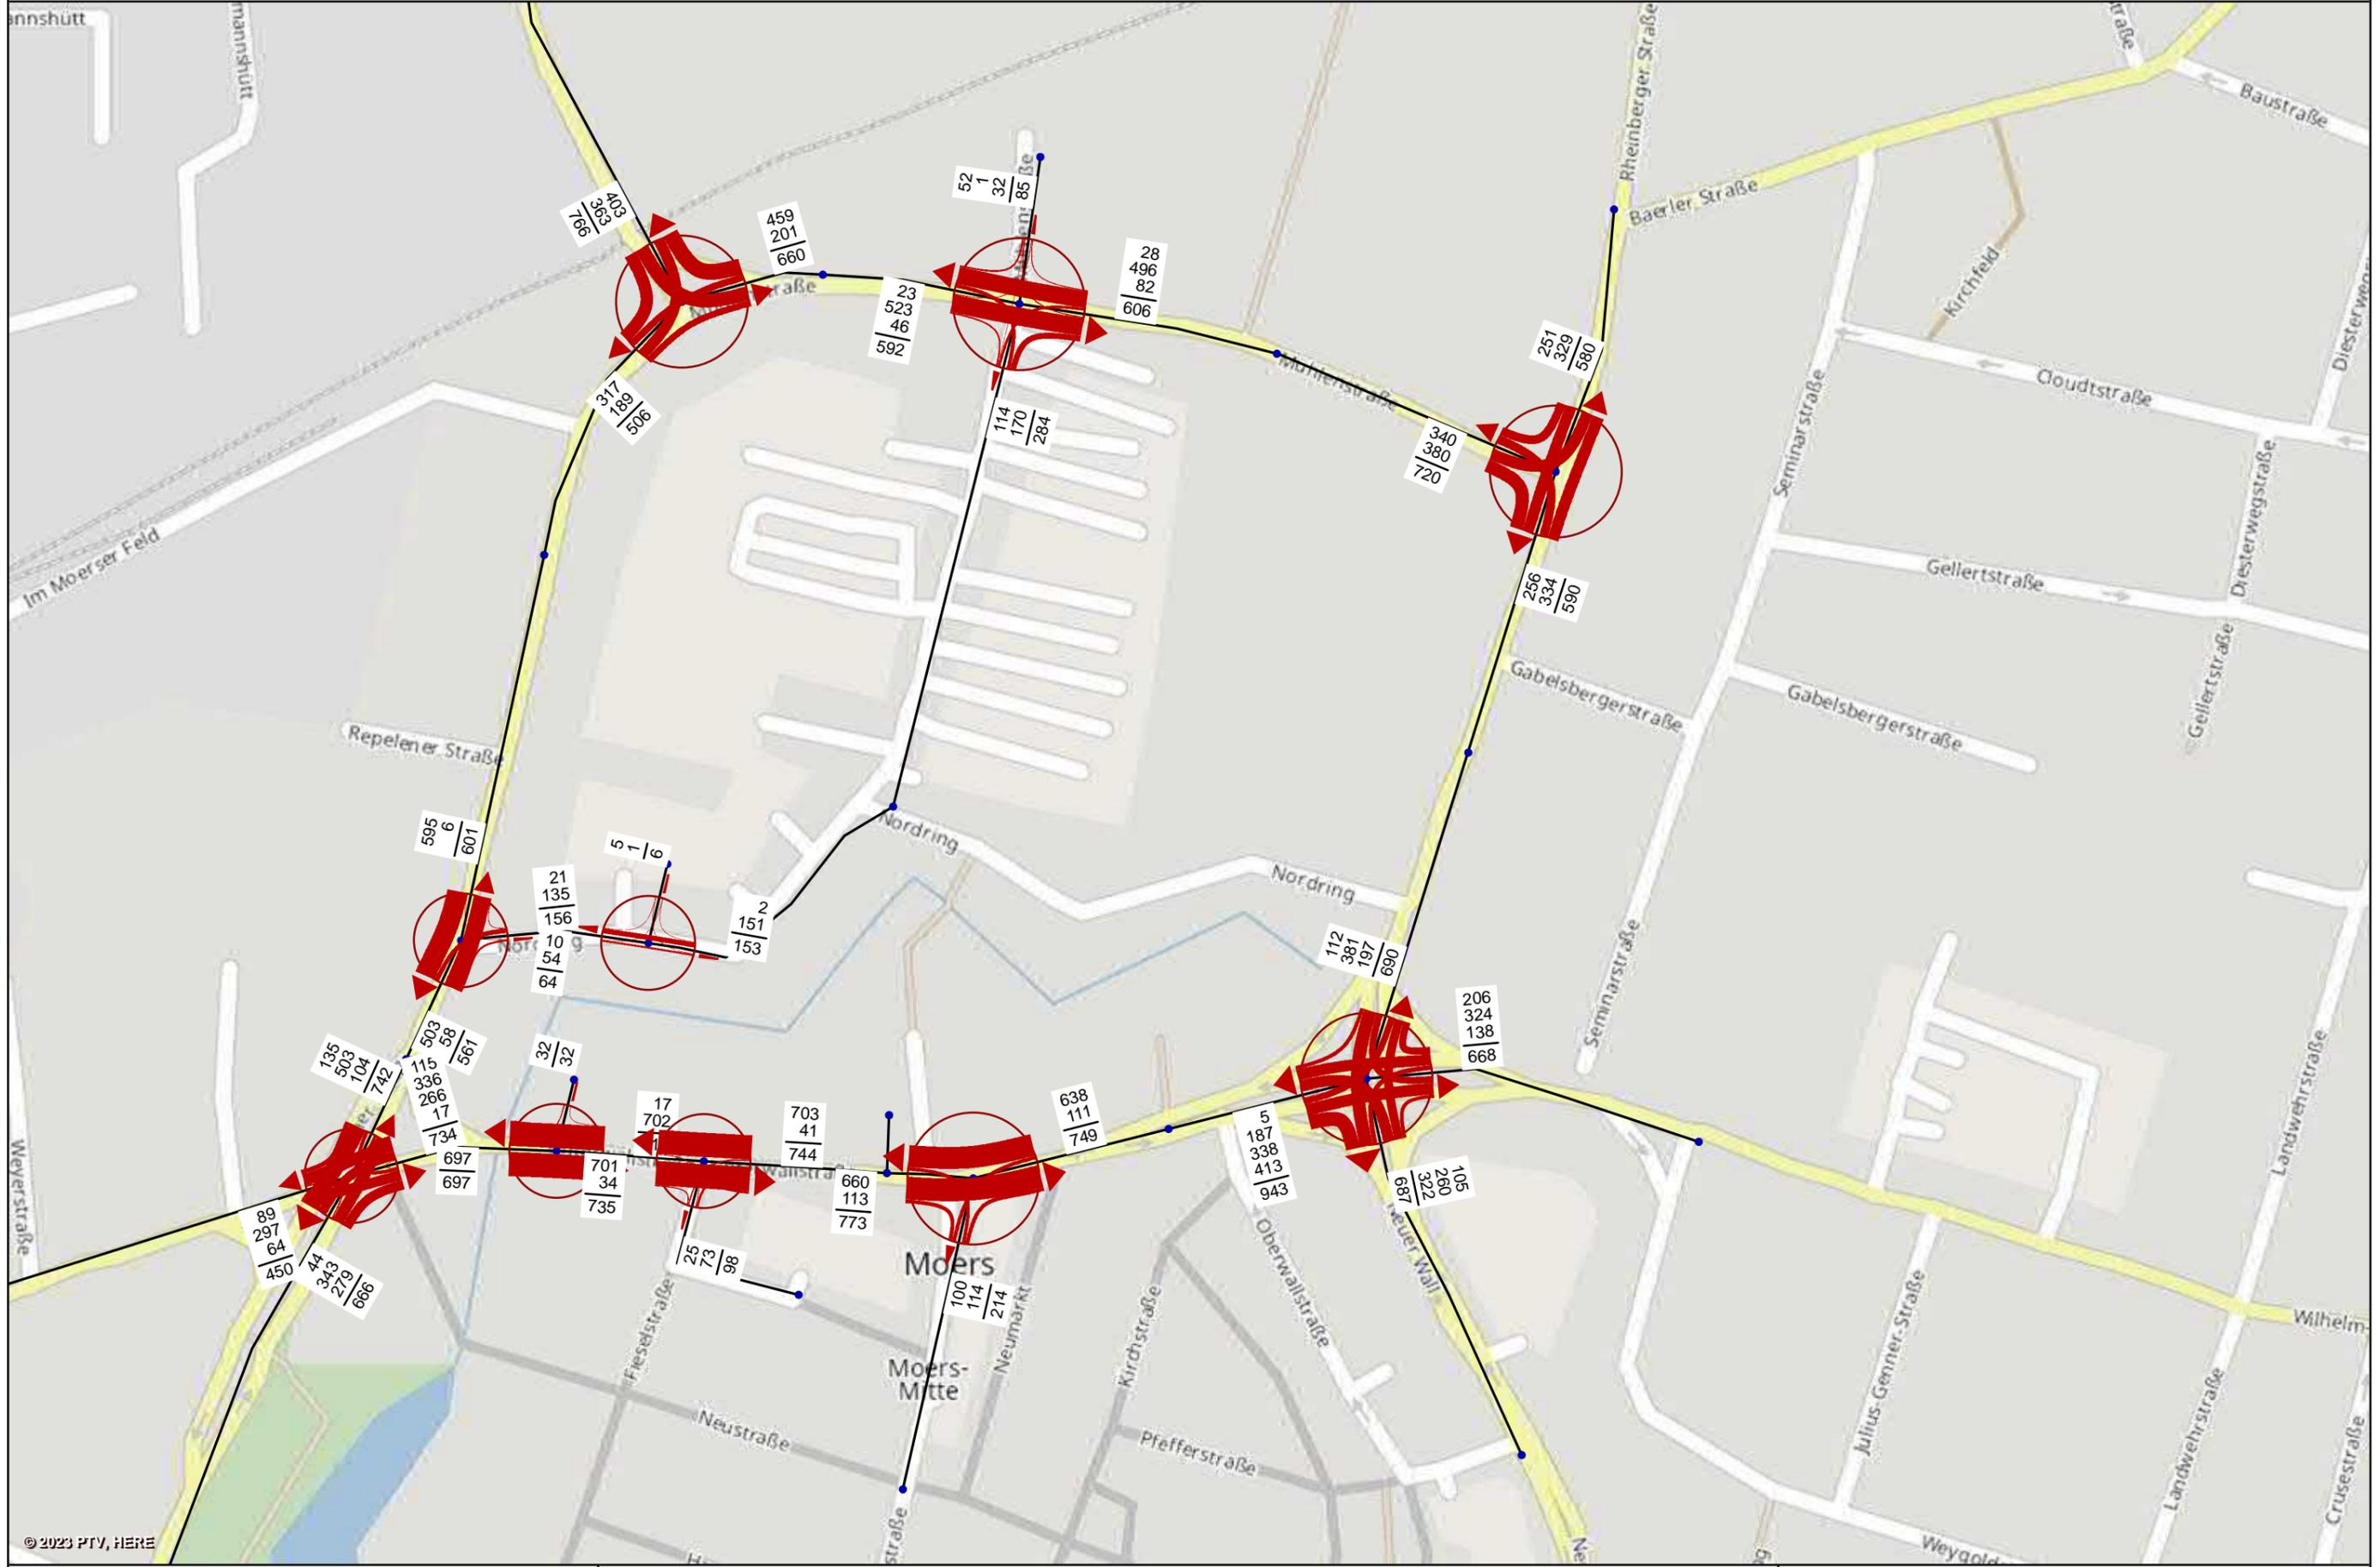 annshütt
mannshütt
traße
Baustraße
Rheinberger Straße
Baerler Straße
Kirchfeld
Diesterweg
403
363
766
459
201
660
52
1
32
85
28
496
82
606
23
523
46
592
Mühlenstraße
251
329
580
340
380
720
Cloudtstraße
Seminarstraße
317
189
506
114
170
284
Im Moerser Feld
256
334
590
Gellertstraße
Diesterwegstraße
Gellertstraße
Gabelsbergerstraße
Gabelsbergerstraße
Repelener Straße
595
6
601
5
1
6
Nordring
Nordring
21
135
156
10
54
64
2
151
153
112
381
197
690
206
324
138
668
Seminarstraße
503
58
561
135
503
104
742
115
336
266
17
734
32
32
17
702
703
41
744
638
111
749
697
697
701
34
735
660
113
773
5
187
338
413
943
105
260
322
687
Weyerstraße
89
297
64
450
44
343
279
666
25
73
98
100
114
214
Moers
Moers-
Mitte
Fieselstraße
Neumarkt
Kirchstraße
Oberwallstraße
Neuer Wall
Neustraße
Pfefferstraße
Julius-Genner-Straße
Landwehrstraße
Landwehrstraße
Wilhelm-
Crusestraße
straße
Weygold
© 2023 PTV, HERE